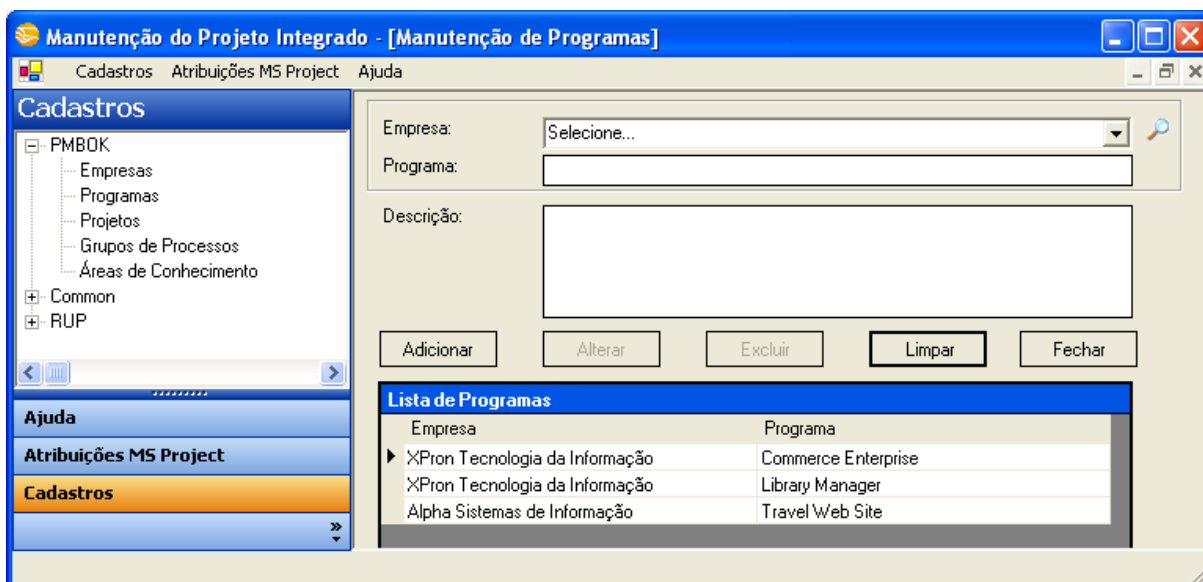 Manutenção do Projeto Integrado - [Manutenção de Programas]
Cadastros Atribuições MS Project Ajuda
Cadastros
PMBOK
Empresas
Programas
Projetos
Grupos de Processos
Áreas de Conhecimento
Common
RUP
Ajuda
Atribuições MS Project
Cadastros
Empresa: Selecione...
Programa:
Descrição:
Adicionar Alterar Excluir Limpar Fechar
Lista de Programas
Empresa Programa
XPron Tecnologia da Informação Commerce Enterprise
XPron Tecnologia da Informação Library Manager
Alpha Sistemas de Informação Travel Web Site